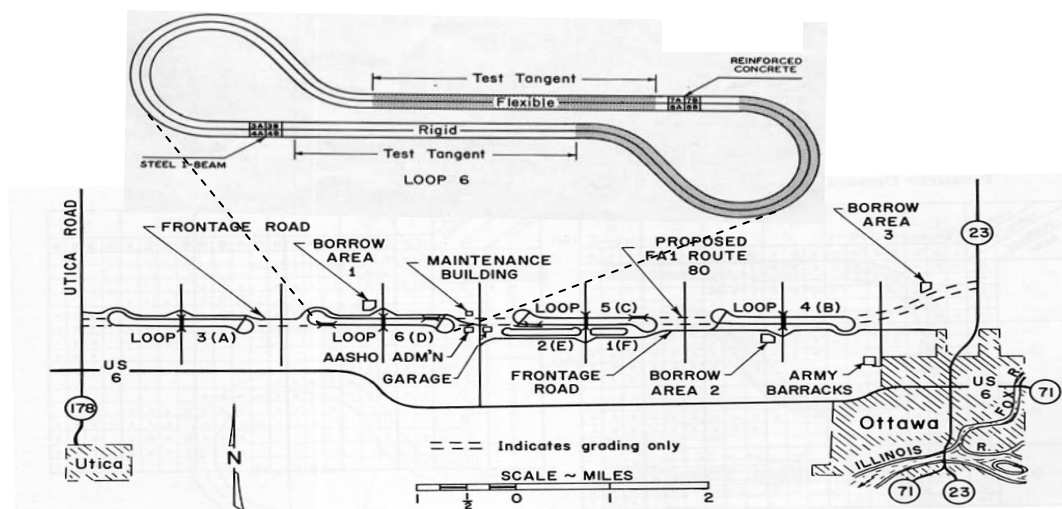 REINFORCED
CONCRETE
Test Tangent
Flexible
7A 7B
8A 8B
3A 3B
4A 4B
Rigid
Test Tangent
STEEL I-BEAM
LOOP 6
UTICA ROAD
FRONTAGE ROAD
BORROW
AREA
1
MAINTENANCE
BUILDING
PROPOSED
FA1 ROUTE
80
BORROW
AREA
3
23
LOOP 3 (A)
LOOP 6 (D)
LOOP 5 (C)
LOOP 4 (B)
2 (E) 1 (F)
AASHO ADM'N
GARAGE
FRONTAGE
ROAD
BORROW
AREA 2
ARMY
BARRACKS
US
6
US
6
FOX R.
71
178
Utica
N
Indicates grading only
Ottawa
ILLINOIS R.
SCALE ~ MILES
1 1/2 0 1 2
71
23
71